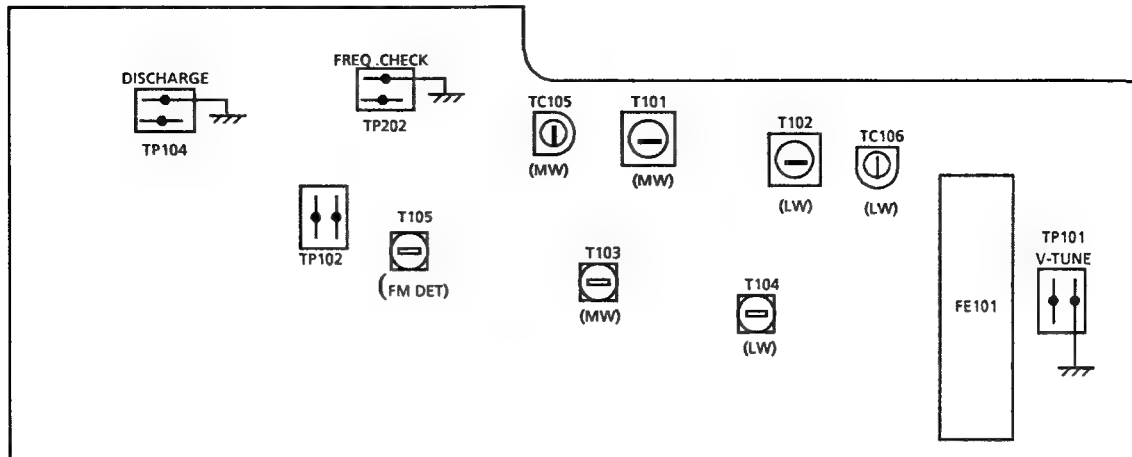 DISCHARGE
TP104
FREQ.CHECK
TP202
TC105
(MW)
T101
(MW)
T102
(LW)
TC106
(LW)
TP102
T105
(FM DET)
T103
(MW)
T104
(LW)
FE101
TP101
V-TUNE